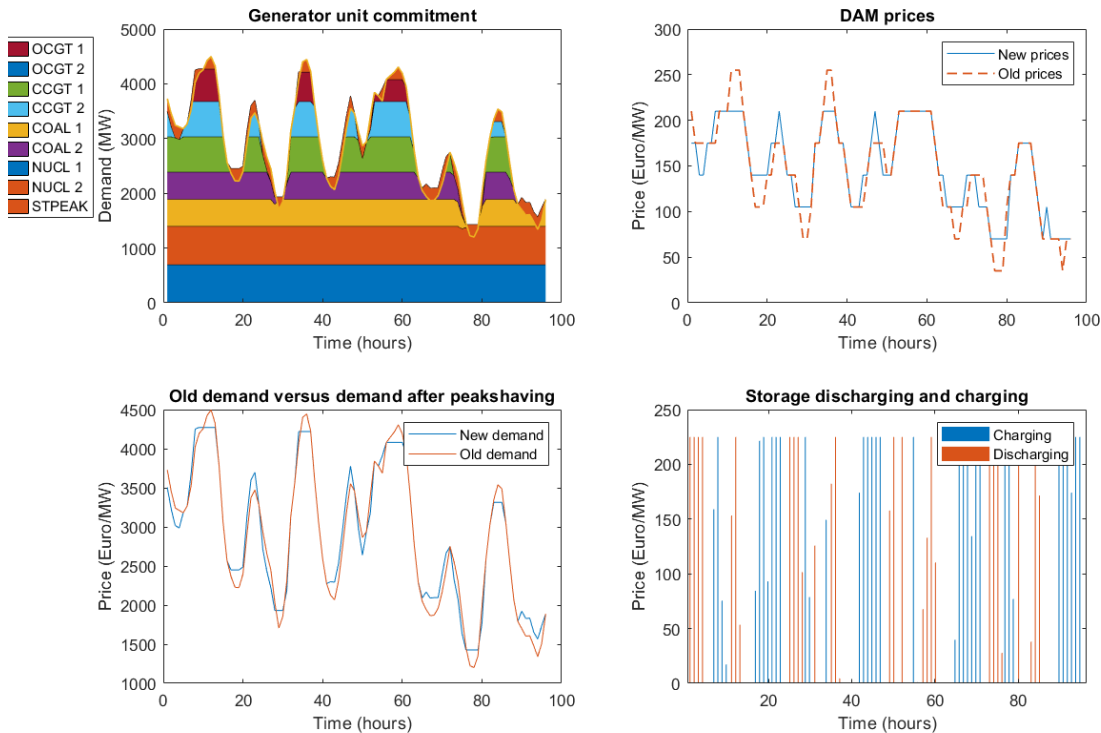 Generator unit commitment
OCGT 1
OCGT 2
CCGT 1
CCGT 2
COAL 1
COAL 2
NUCL 1
NUCL 2
STPEAK
Demand (MW)
5000
4000
3000
2000
1000
0
0 20 40 60 80 100
Time (hours)
DAM prices
New prices
Old prices
Price (Euro/MW)
300
250
200
150
100
50
0
0 20 40 60 80 100
Time (hours)
Old demand versus demand after peakshaving
New demand
Old demand
Price (Euro/MW)
4500
4000
3500
3000
2500
2000
1500
1000
0 20 40 60 80 100
Time (hours)
Storage discharging and charging
Charging
Discharging
Price (Euro/MW)
250
200
150
100
50
0
20 40 60 80
Time (hours)